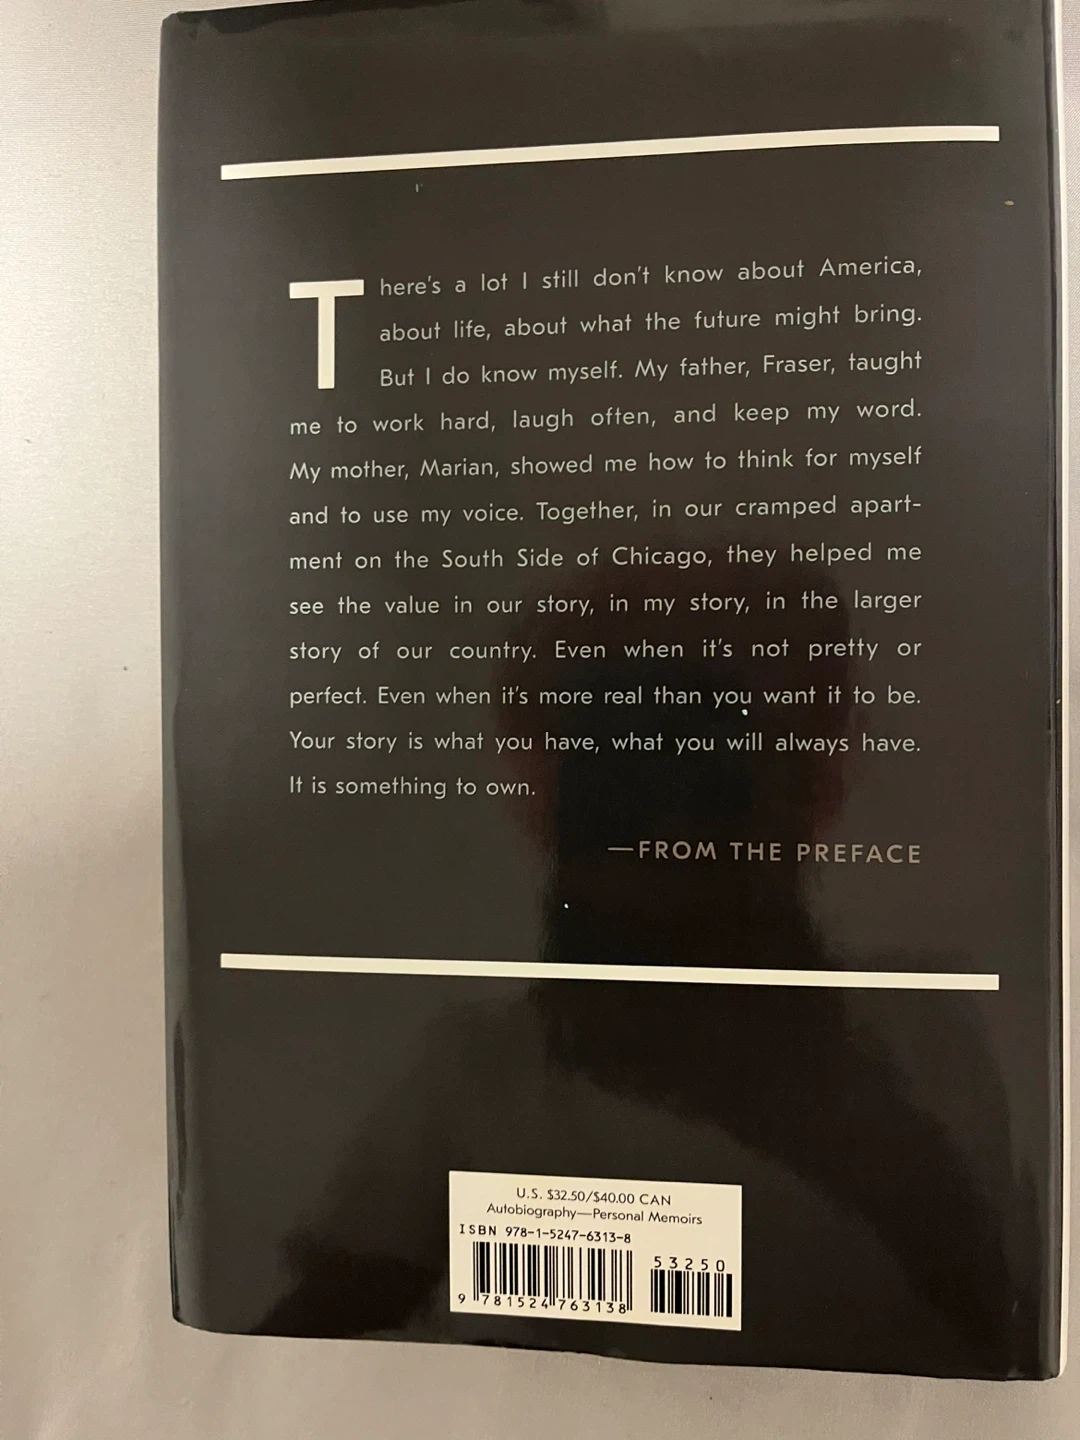 There's a lot I still don't know about America,
about life, about what the future might bring.
But I do know myself. My father, Fraser, taught
me to work hard, laugh often, and keep my word.
My mother, Marian, showed me how to think for myself
and to use my voice. Together, in our cramped apart-
ment on the South Side of Chicago, they helped me
see the value in our story, in my story, in the larger
story of our country. Even when it's not pretty or
perfect. Even when it's more real than you want it to be.
Your story is what you have, what you will always have.
It is something to own.
—FROM THE PREFACE
U.S. $32.50/$40.00 CAN
Autobiography—Personal Memoirs
ISBN 978-1-5247-6313-8
53250
9 781524 763138